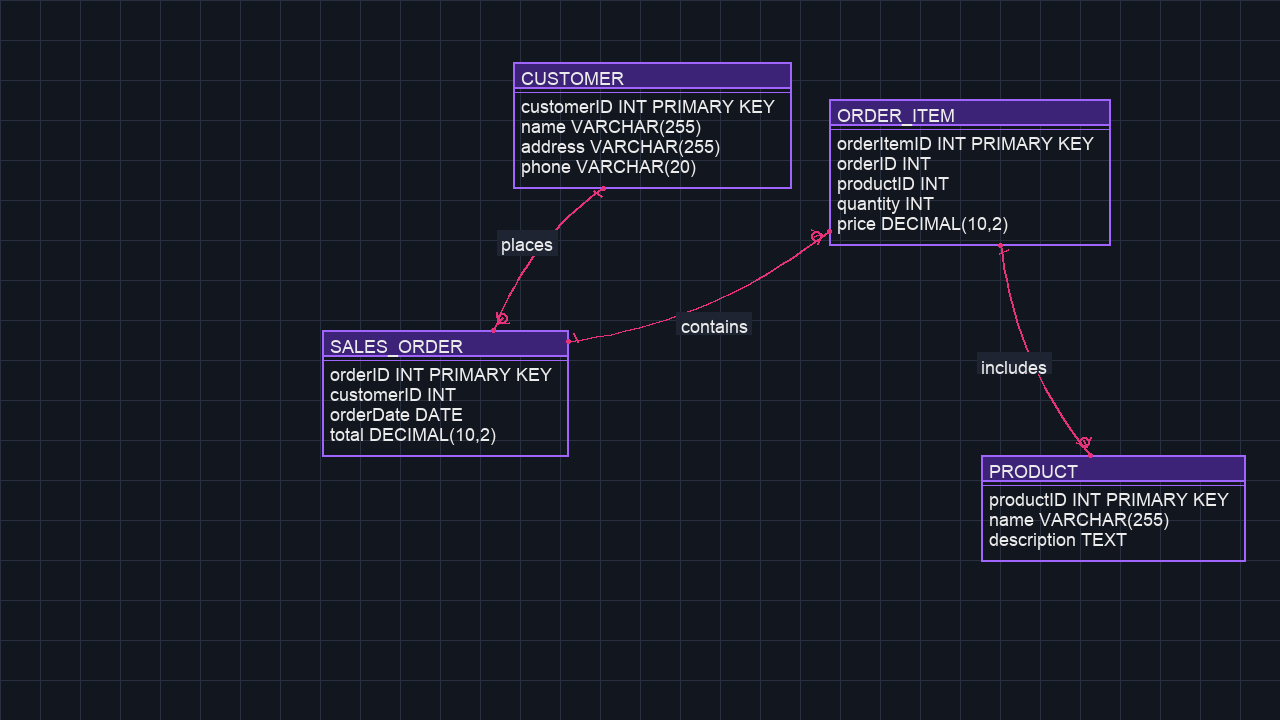 CUSTOMER
customerID INT PRIMARY KEY
name VARCHAR(255)
address VARCHAR(255)
phone VARCHAR(20)
ORDER_ITEM
orderItemID INT PRIMARY KEY
orderID INT
productID INT
quantity INT
price DECIMAL(10,2)
places
contains
SALES_ORDER
orderID INT PRIMARY KEY
customerID INT
orderDate DATE
total DECIMAL(10,2)
includes
PRODUCT
productID INT PRIMARY KEY
name VARCHAR(255)
description TEXT